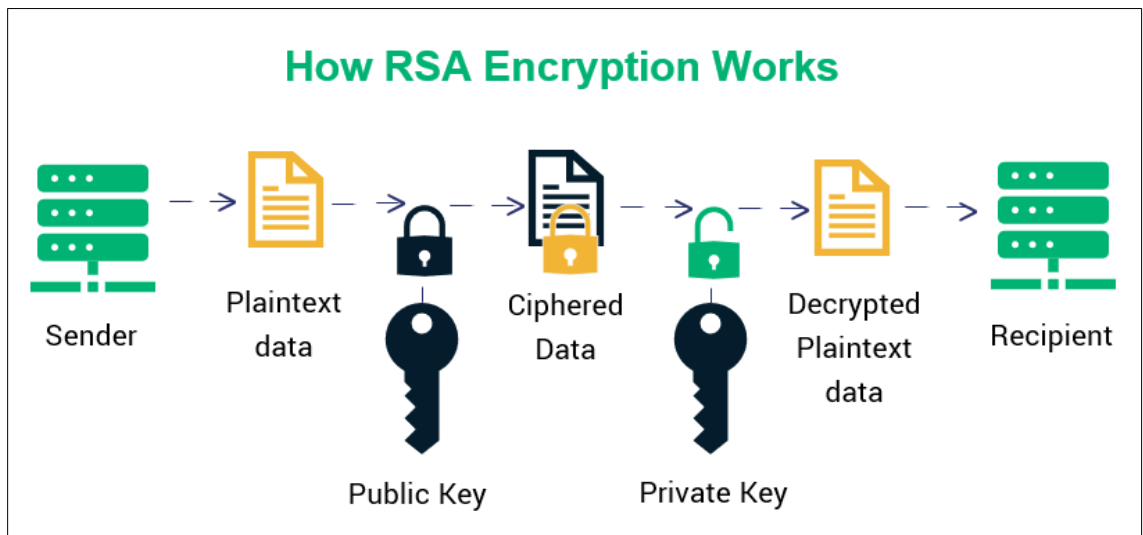 How RSA Encryption Works
Sender
Plaintext
data
Public Key
Ciphered
Data
Private Key
Decrypted
Plaintext
data
Recipient